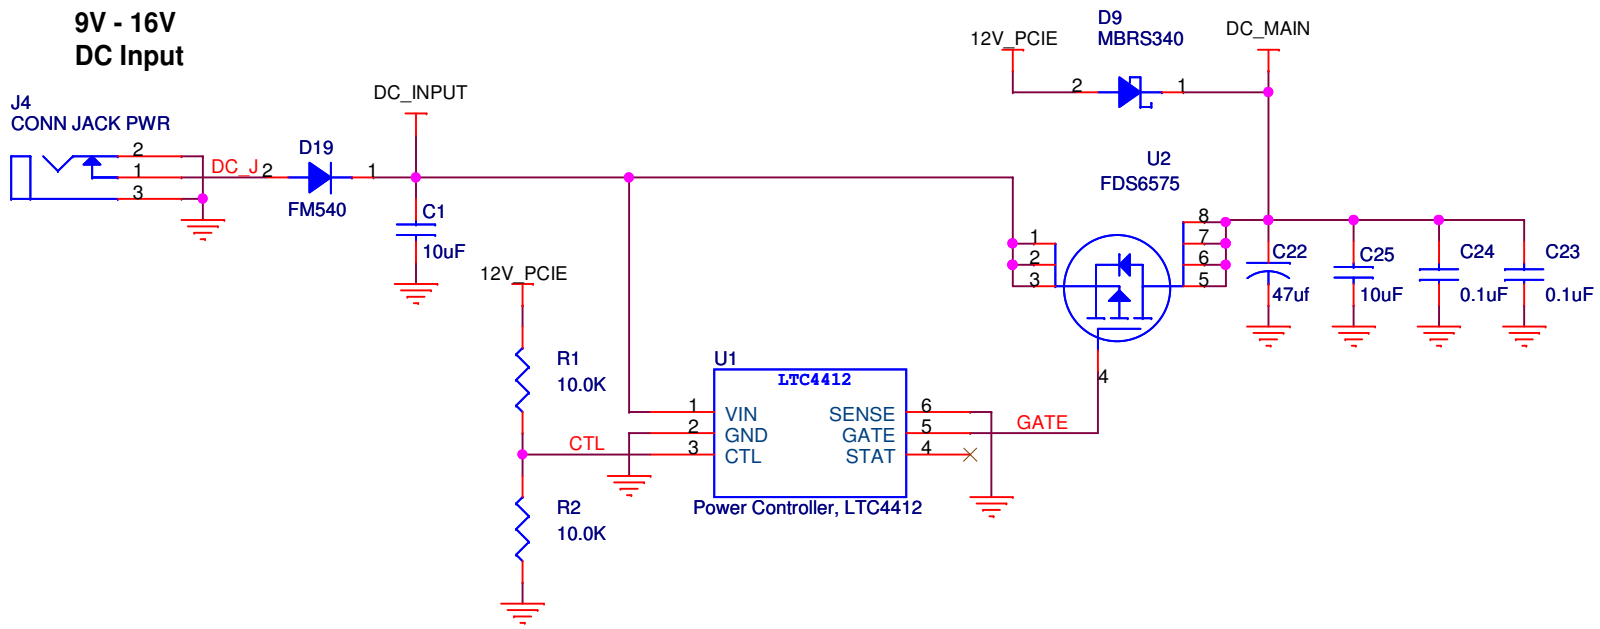 9V - 16V
DC Input
J4
CONN JACK PWR
2
1
3
DC_J
2
D19
1
FM540
DC_INPUT
C1
10uF
12V_PCIE
R1
10.0K
CTL
R2
10.0K
U1
LTC4412
1
VIN
SENSE
6
2
GND
GATE
5
3
CTL
STAT
4
Power Controller, LTC4412
GATE
12V_PCIE
D9
MBRS340
2
1
DC_MAIN
U2
FDS6575
1
2
3
8
7
6
5
4
C22
47uf
C25
10uF
C24
0.1uF
C23
0.1uF